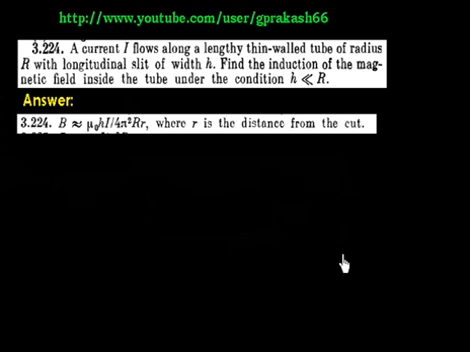 http://www.youtube.com/user/gprakash66
3.224. A current I flows along a lengthy thin-walled tube of radius
R with longitudinal slit of width h. Find the induction of the mag-
netic field inside the tube under the condition h ≪ R.
Answer:
3.224. B ≈ μ₀hI/4π²Rr, where r is the distance from the cut.